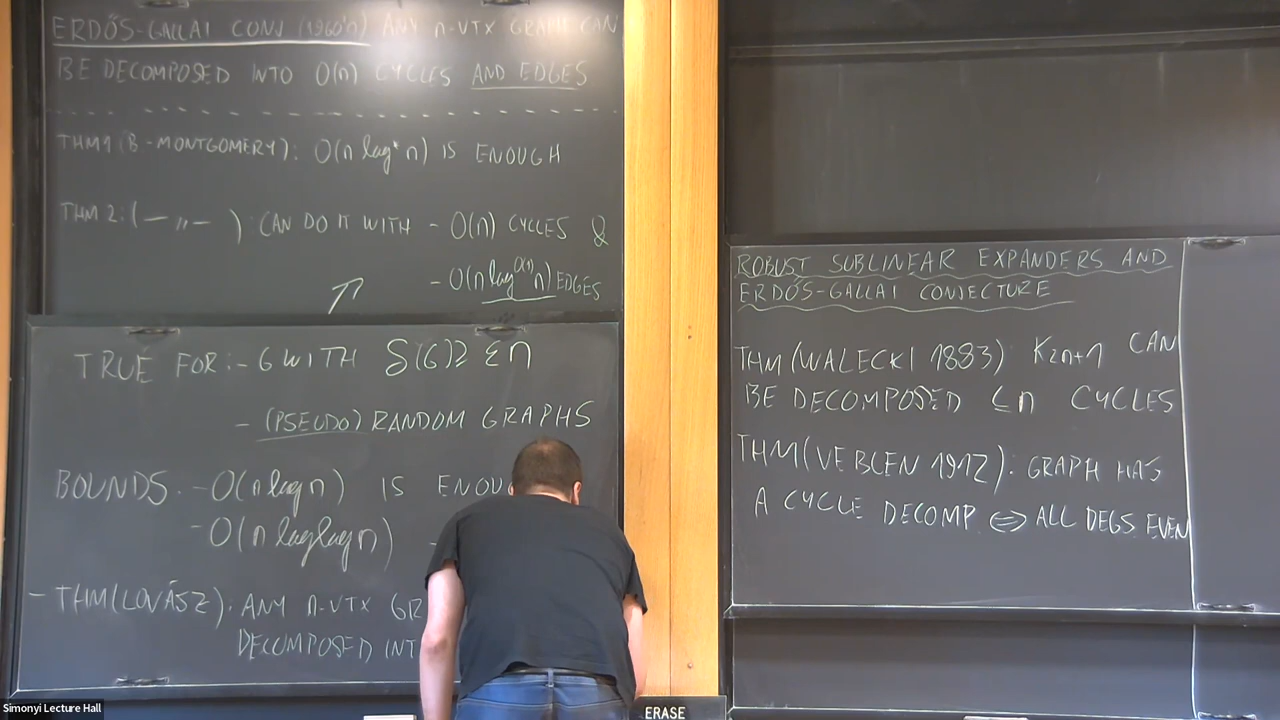 ERDŐS-GALLAI CONJ (1960's) ANY n-VTX GRAPH CAN
BE DECOMPOSED INTO O(n) CYCLES AND EDGES
THM1 (B-MONTGOMERY): O(n log* n) IS ENOUGH
THM 2: (—„—) CAN DO IT WITH - O(n) CYCLES &
- O(n log^{O(1)} n) EDGES
TRUE FOR: - G WITH δ(G) ≥ εn
- (PSEUDO) RANDOM GRAPHS
BOUNDS. - O(n log n) IS ENOU
- O(n log log n) -
- THM (LOVÁSZ). ANY n-VTX GR
DECOMPOSED INT
ROBUST SUBLINEAR EXPANDERS AND
ERDŐS-GALLAI CONJECTURE
THM (WALECKI 1883) K2n+1 CAN
BE DECOMPOSED ≤n CYCLES
THM (VEBLEN 1912): GRAPH HAS
A CYCLE DECOMP ⇔ ALL DEGS EVEN
Simonyi Lecture Hall
ERASE